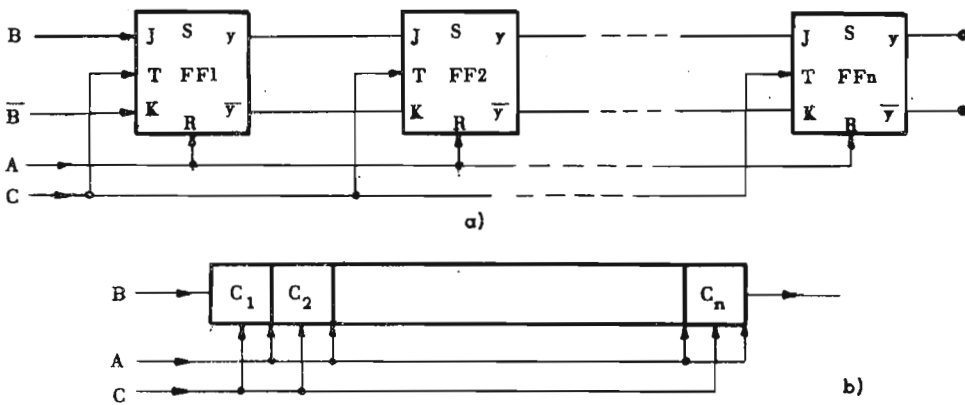 B J S y J S y J S y
T FF1 T FF2 T FFn
B̅ K y̅ K y̅ K y̅
R R R
A
C
a)
B C₁ C₂ Cₙ
A
C b)